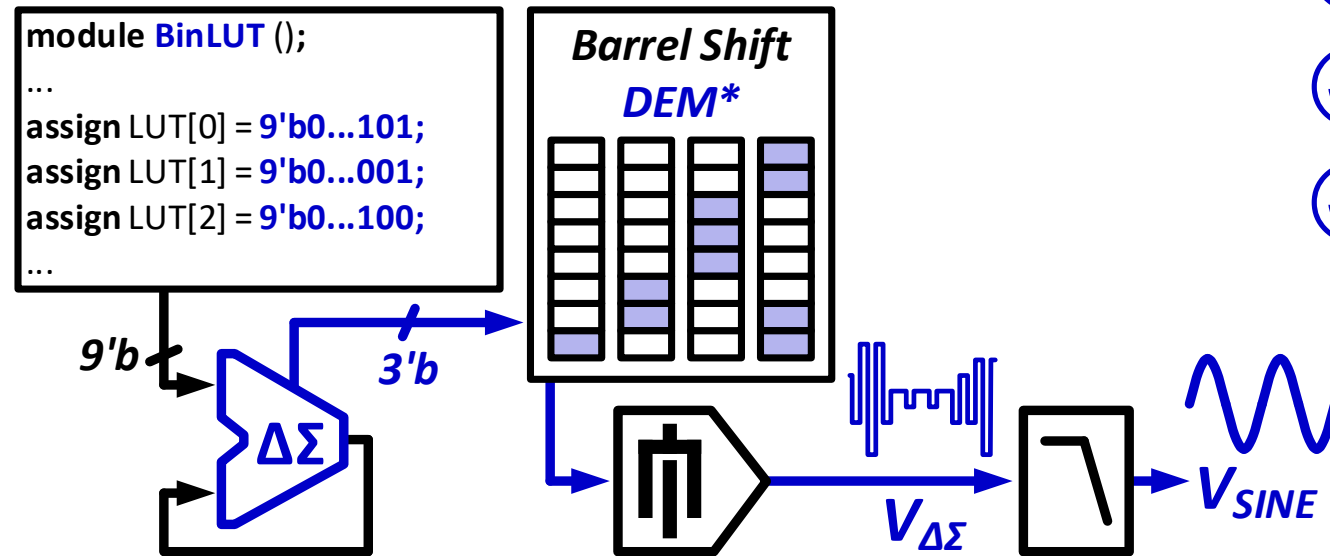 module BinLUT ();
...
assign LUT[0] = 9'b0...101;
assign LUT[1] = 9'b0...001;
assign LUT[2] = 9'b0...100;
...
Barrel Shift
DEM*
9'b
3'b
ΔΣ
VΔΣ
VSINE